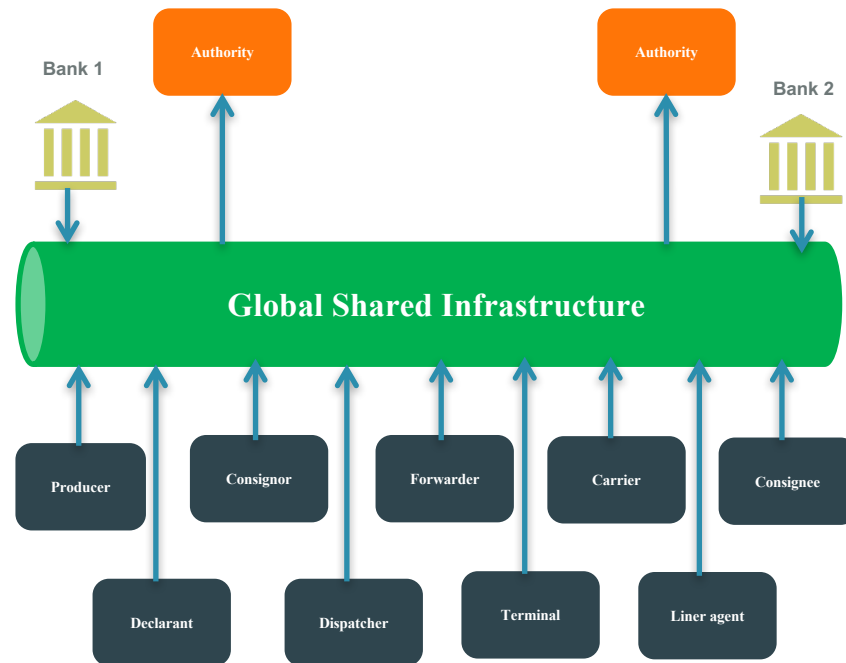 Authority
Authority
Bank 1
Bank 2
Global Shared Infrastructure
Producer
Consignor
Forwarder
Carrier
Consignee
Declarant
Dispatcher
Terminal
Liner agent